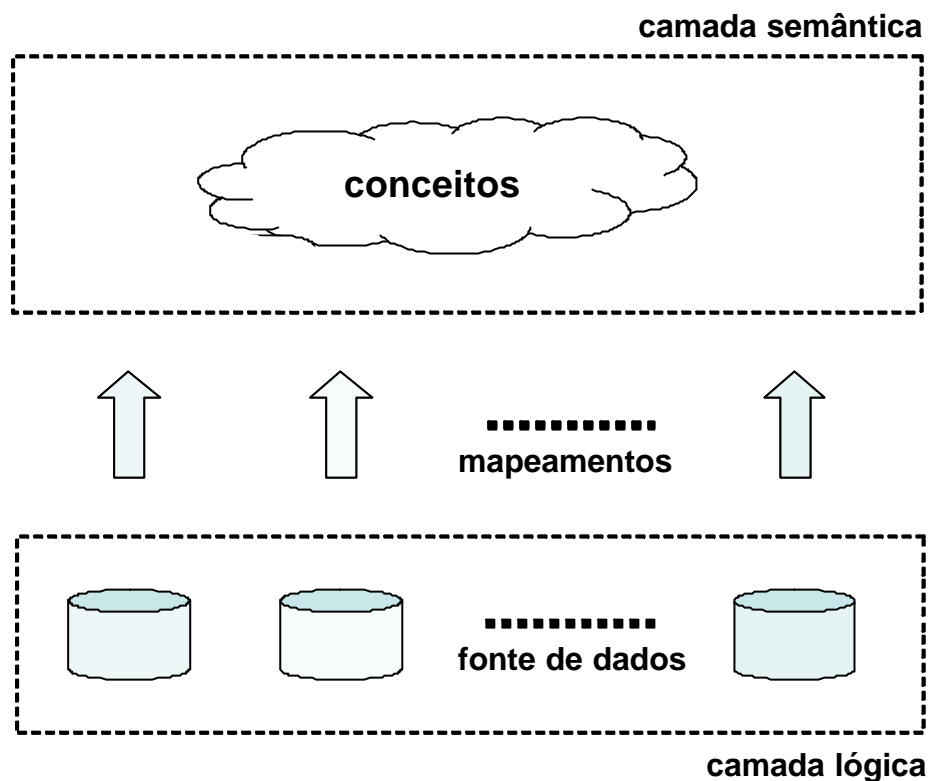 camada semântica
conceitos
mapeamentos
fonte de dados
camada lógica